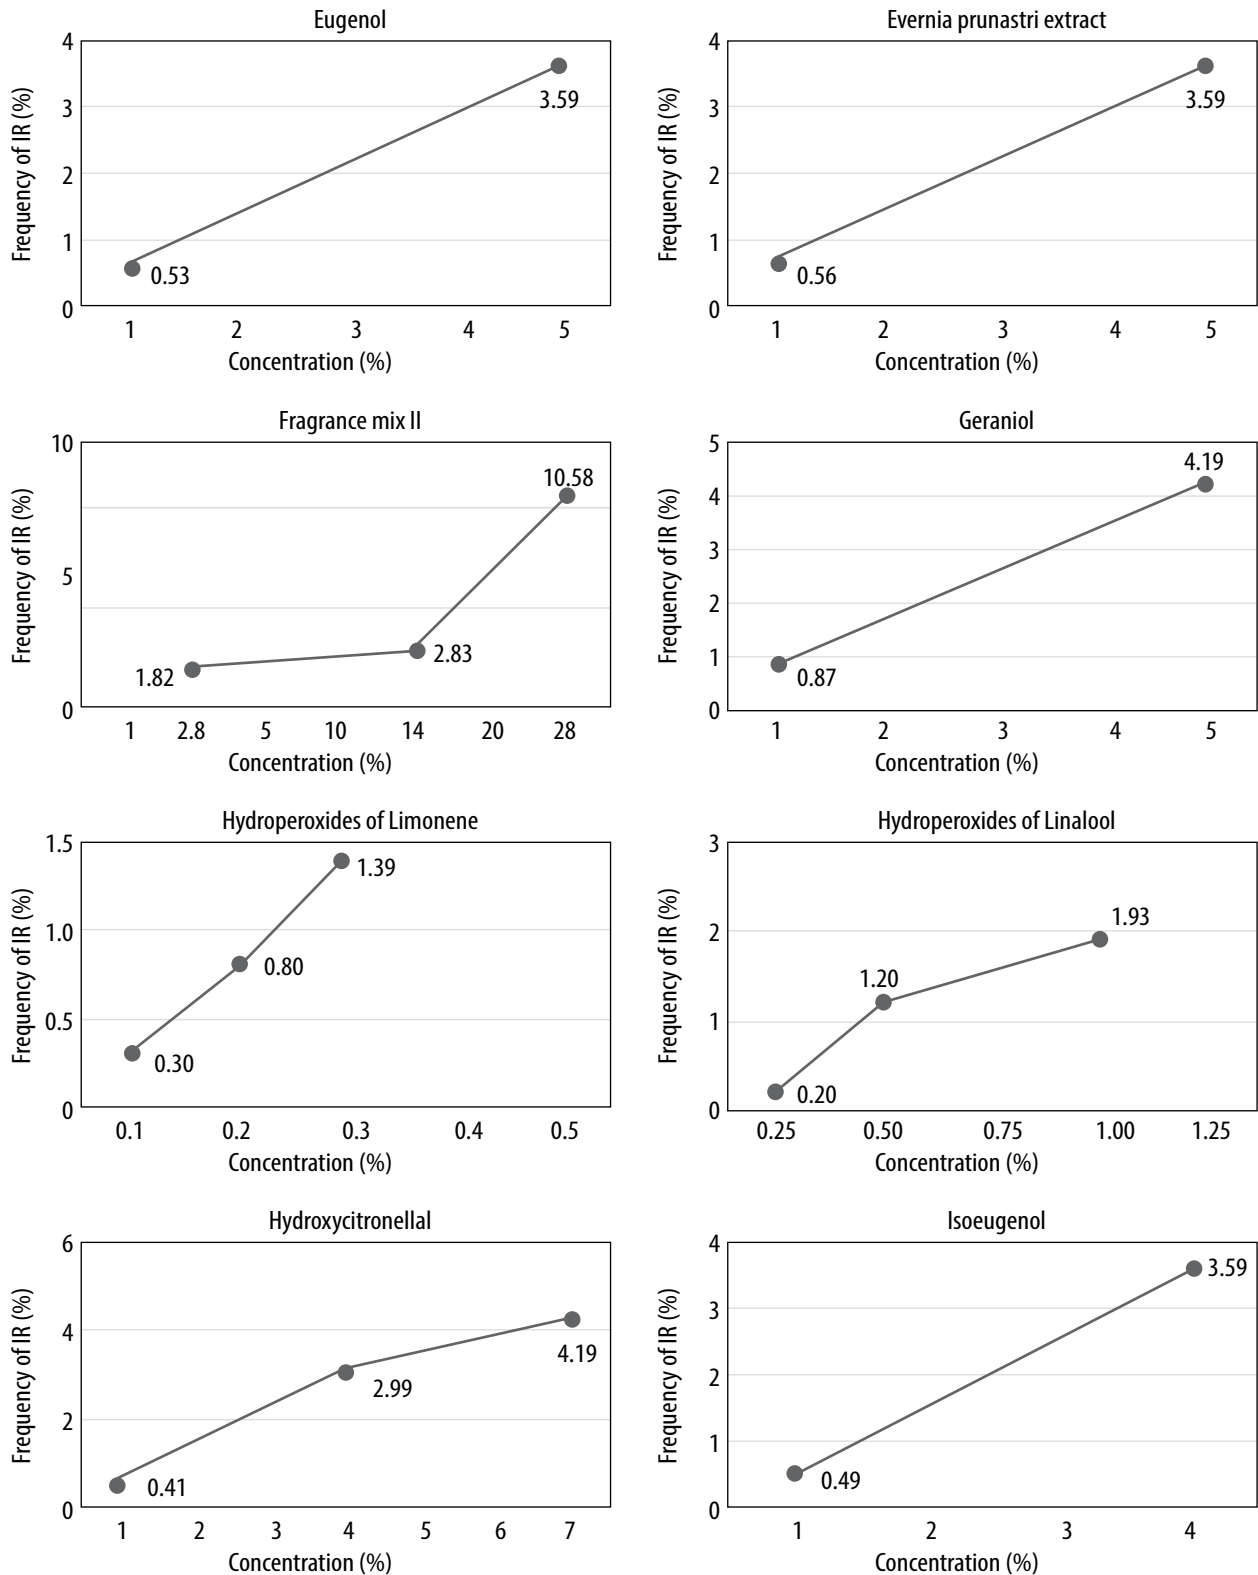 Eugenol
Frequency of IR (%)
4
3
2
1
0
0.53
3.59
1 2 3 4 5
Concentration (%)
Evernia prunastri extract
Frequency of IR (%)
4
3
2
1
0
0.56
3.59
1 2 3 4 5
Concentration (%)
Fragrance mix II
Frequency of IR (%)
10
5
0
1.82
2.83
10.58
1 2.8 5 10 14 20 28
Concentration (%)
Geraniol
Frequency of IR (%)
5
4
3
2
1
0
0.87
4.19
1 2 3 4 5
Concentration (%)
Hydroperoxides of Limonene
Frequency of IR (%)
1.5
1.0
0.5
0
0.30
0.80
1.39
0.1 0.2 0.3 0.4 0.5
Concentration (%)
Hydroperoxides of Linalool
Frequency of IR (%)
3
2
1
0
0.20
1.20
1.93
0.25 0.50 0.75 1.00 1.25
Concentration (%)
Hydroxycitronellal
Frequency of IR (%)
6
4
2
0
0.41
2.99
4.19
1 2 3 4 5 6 7
Concentration (%)
Isoeugenol
Frequency of IR (%)
4
3
2
1
0
0.49
3.59
1 2 3 4
Concentration (%)